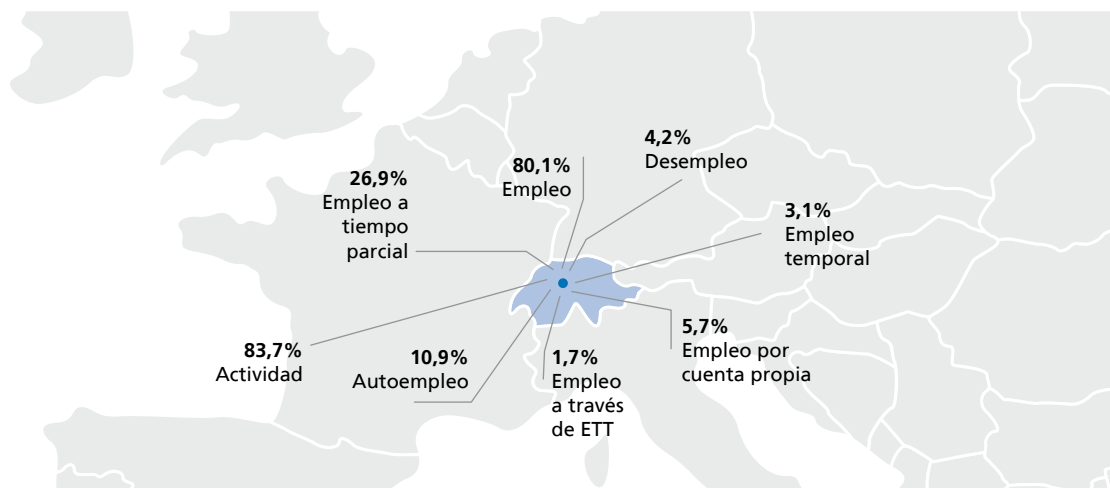 4,2%
Desempleo
80,1%
Empleo
26,9%
Empleo a
tiempo
parcial
3,1%
Empleo
temporal
83,7%
Actividad
10,9%
Autoempleo
1,7%
Empleo
a través
de ETT
5,7%
Empleo por
cuenta propia